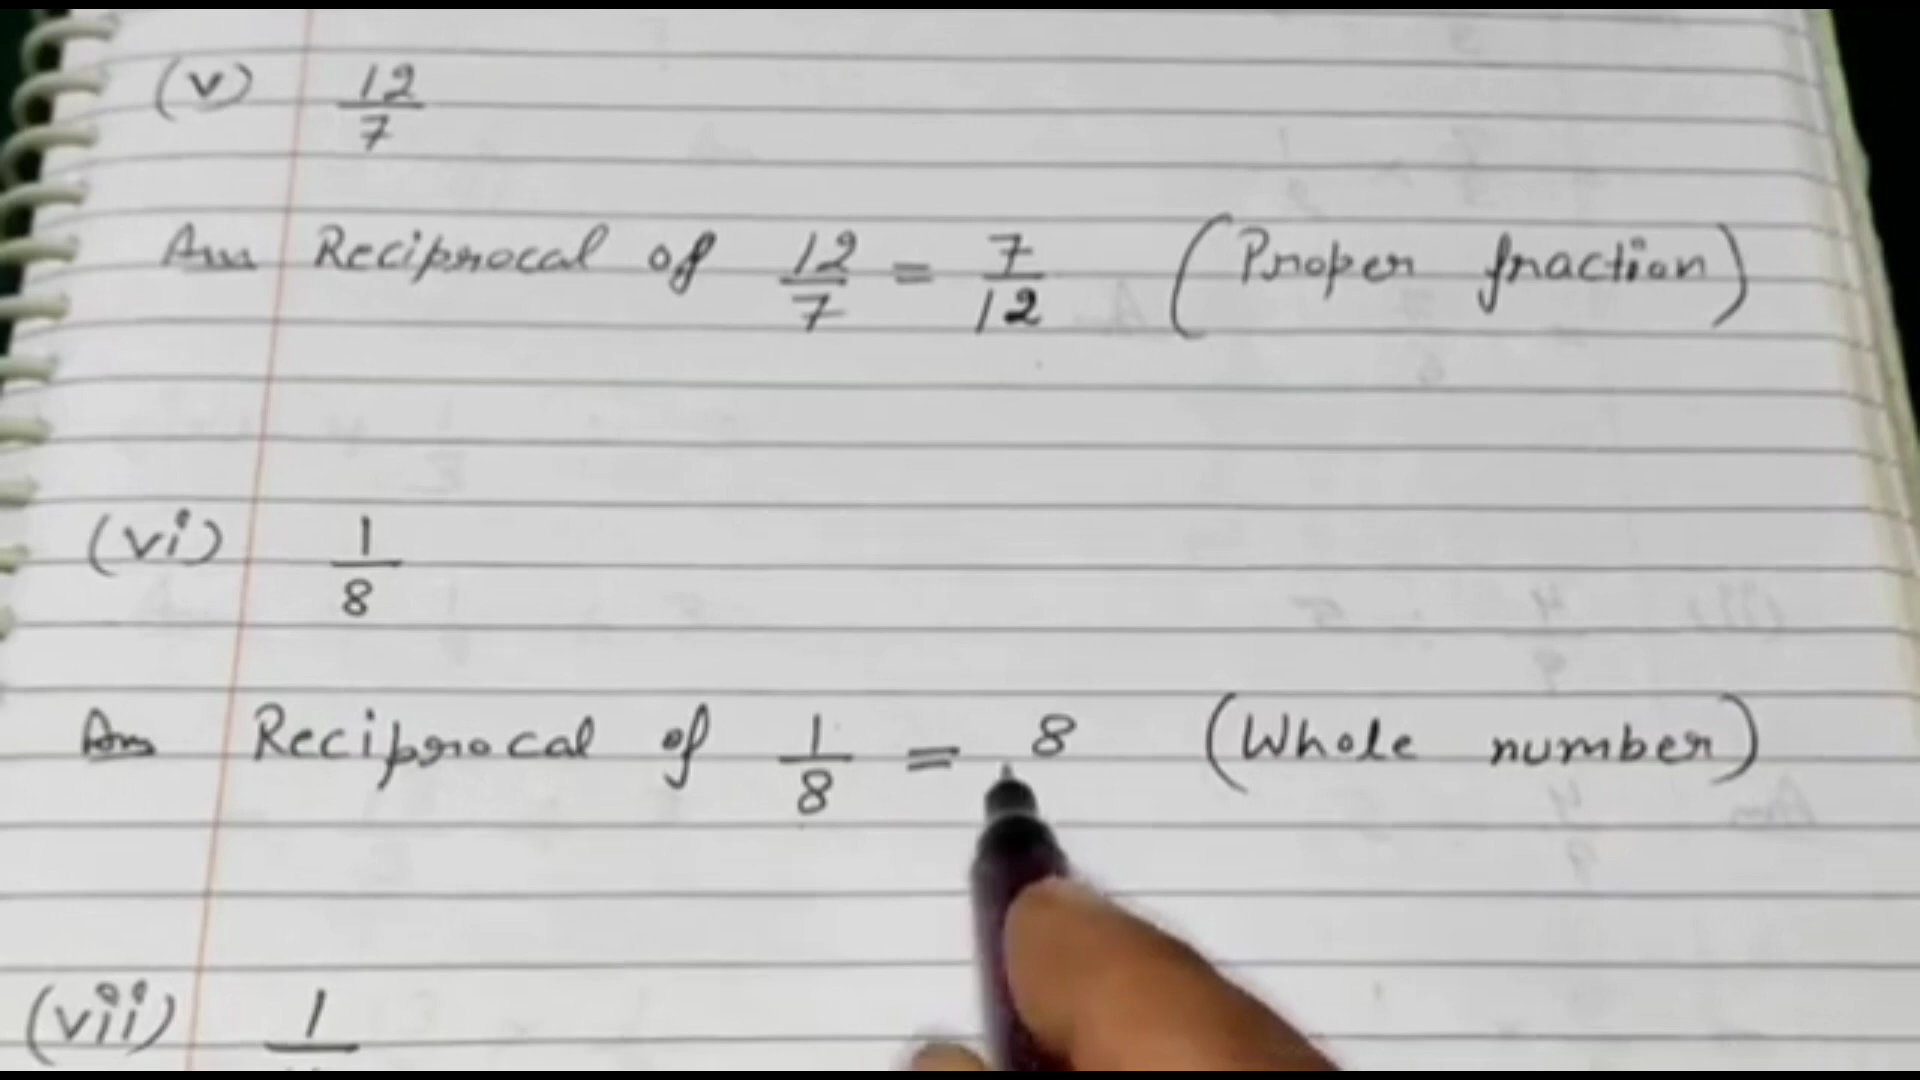 (v) 12/7
Ans Reciprocal of 12/7 = 7/12 (Proper fraction)
(vi) 1/8
Ans Reciprocal of 1/8 = 8 (Whole number)
(vii) 1